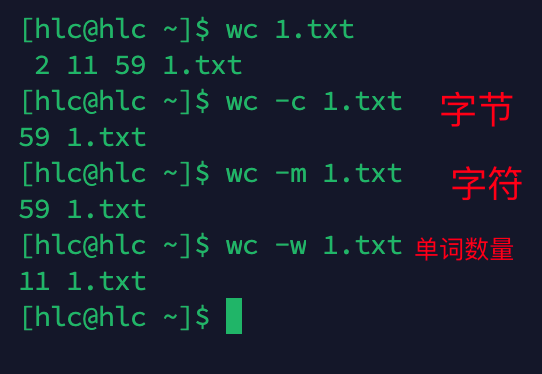 [hlc@hlc ~]$ wc 1.txt
 2 11 59 1.txt
[hlc@hlc ~]$ wc -c 1.txt 字节
59 1.txt
[hlc@hlc ~]$ wc -m 1.txt 字符
59 1.txt
[hlc@hlc ~]$ wc -w 1.txt 单词数量
11 1.txt
[hlc@hlc ~]$